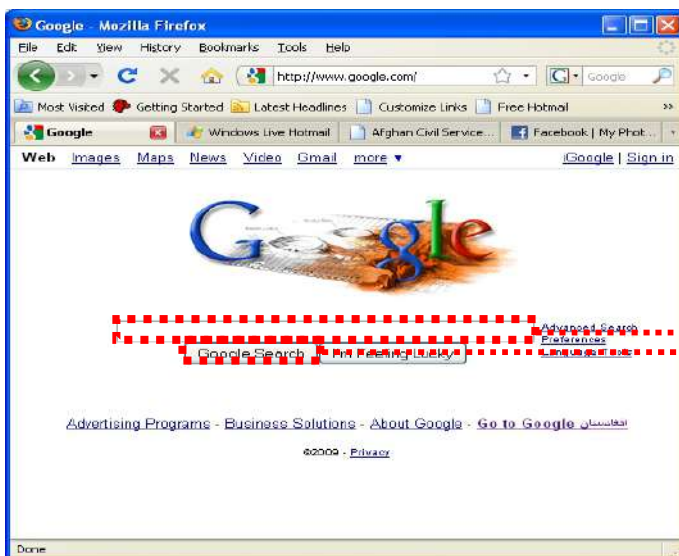 Google - Mozilla Firefox
File Edit View History Bookmarks Tools Help
http://www.google.com/ G Google
Most Visited Getting Started Latest Headlines Customize Links Free Hotmail »
Google Windows Live Hotmail Afghan Civil Service... Facebook | My Phot...
Web Images Maps News Video Gmail more ▼ iGoogle | Sign in
Google
Advanced Search
Preferences
Language Tools
Google Search I'm Feeling Lucky
Advertising Programs - Business Solutions - About Google - Go to Google افغانستان
©2009 - Privacy
Done